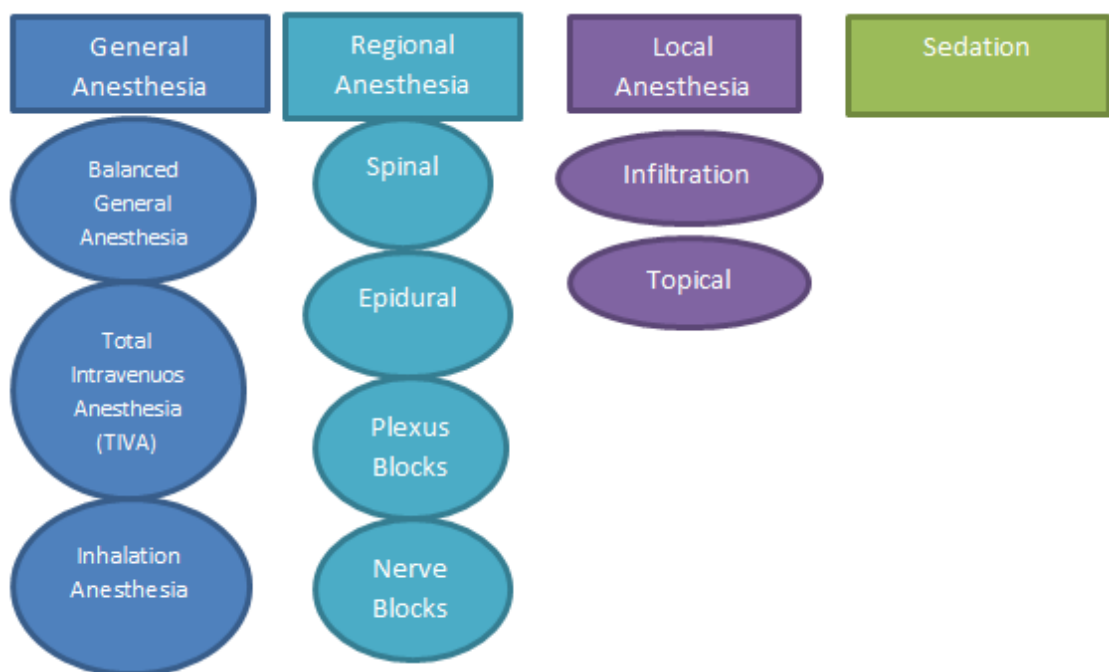 General
Anesthesia
Regional
Anesthesia
Local
Anesthesia
Sedation
Balanced
General
Anesthesia
Total
Intravenuos
Anesthesia
(TIVA)
Inhalation
Anesthesia
Spinal
Epidural
Plexus
Blocks
Nerve
Blocks
Infiltration
Topical